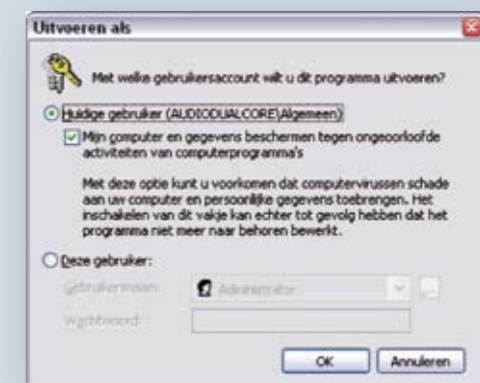 Uitvoeren als
Met welke gebruikersaccount wilt u dit programma uitvoeren?
Huidige gebruiker (AUDIODUALCORE\Algemeen)
Mijn computer en gegevens beschermen tegen ongeoorloofde
activiteiten van computerprogramma's
Met deze optie kunt u voorkomen dat computervirussen schade
aan uw computer en persoonlijke gegevens toebrengen. Het
inschakelen van dit vakje kan echter tot gevolg hebben dat het
programma niet meer naar behoren bewerkt.
Deze gebruiker:
Gebruikersnaam: Administrator
Wachtwoord:
OK Annuleren